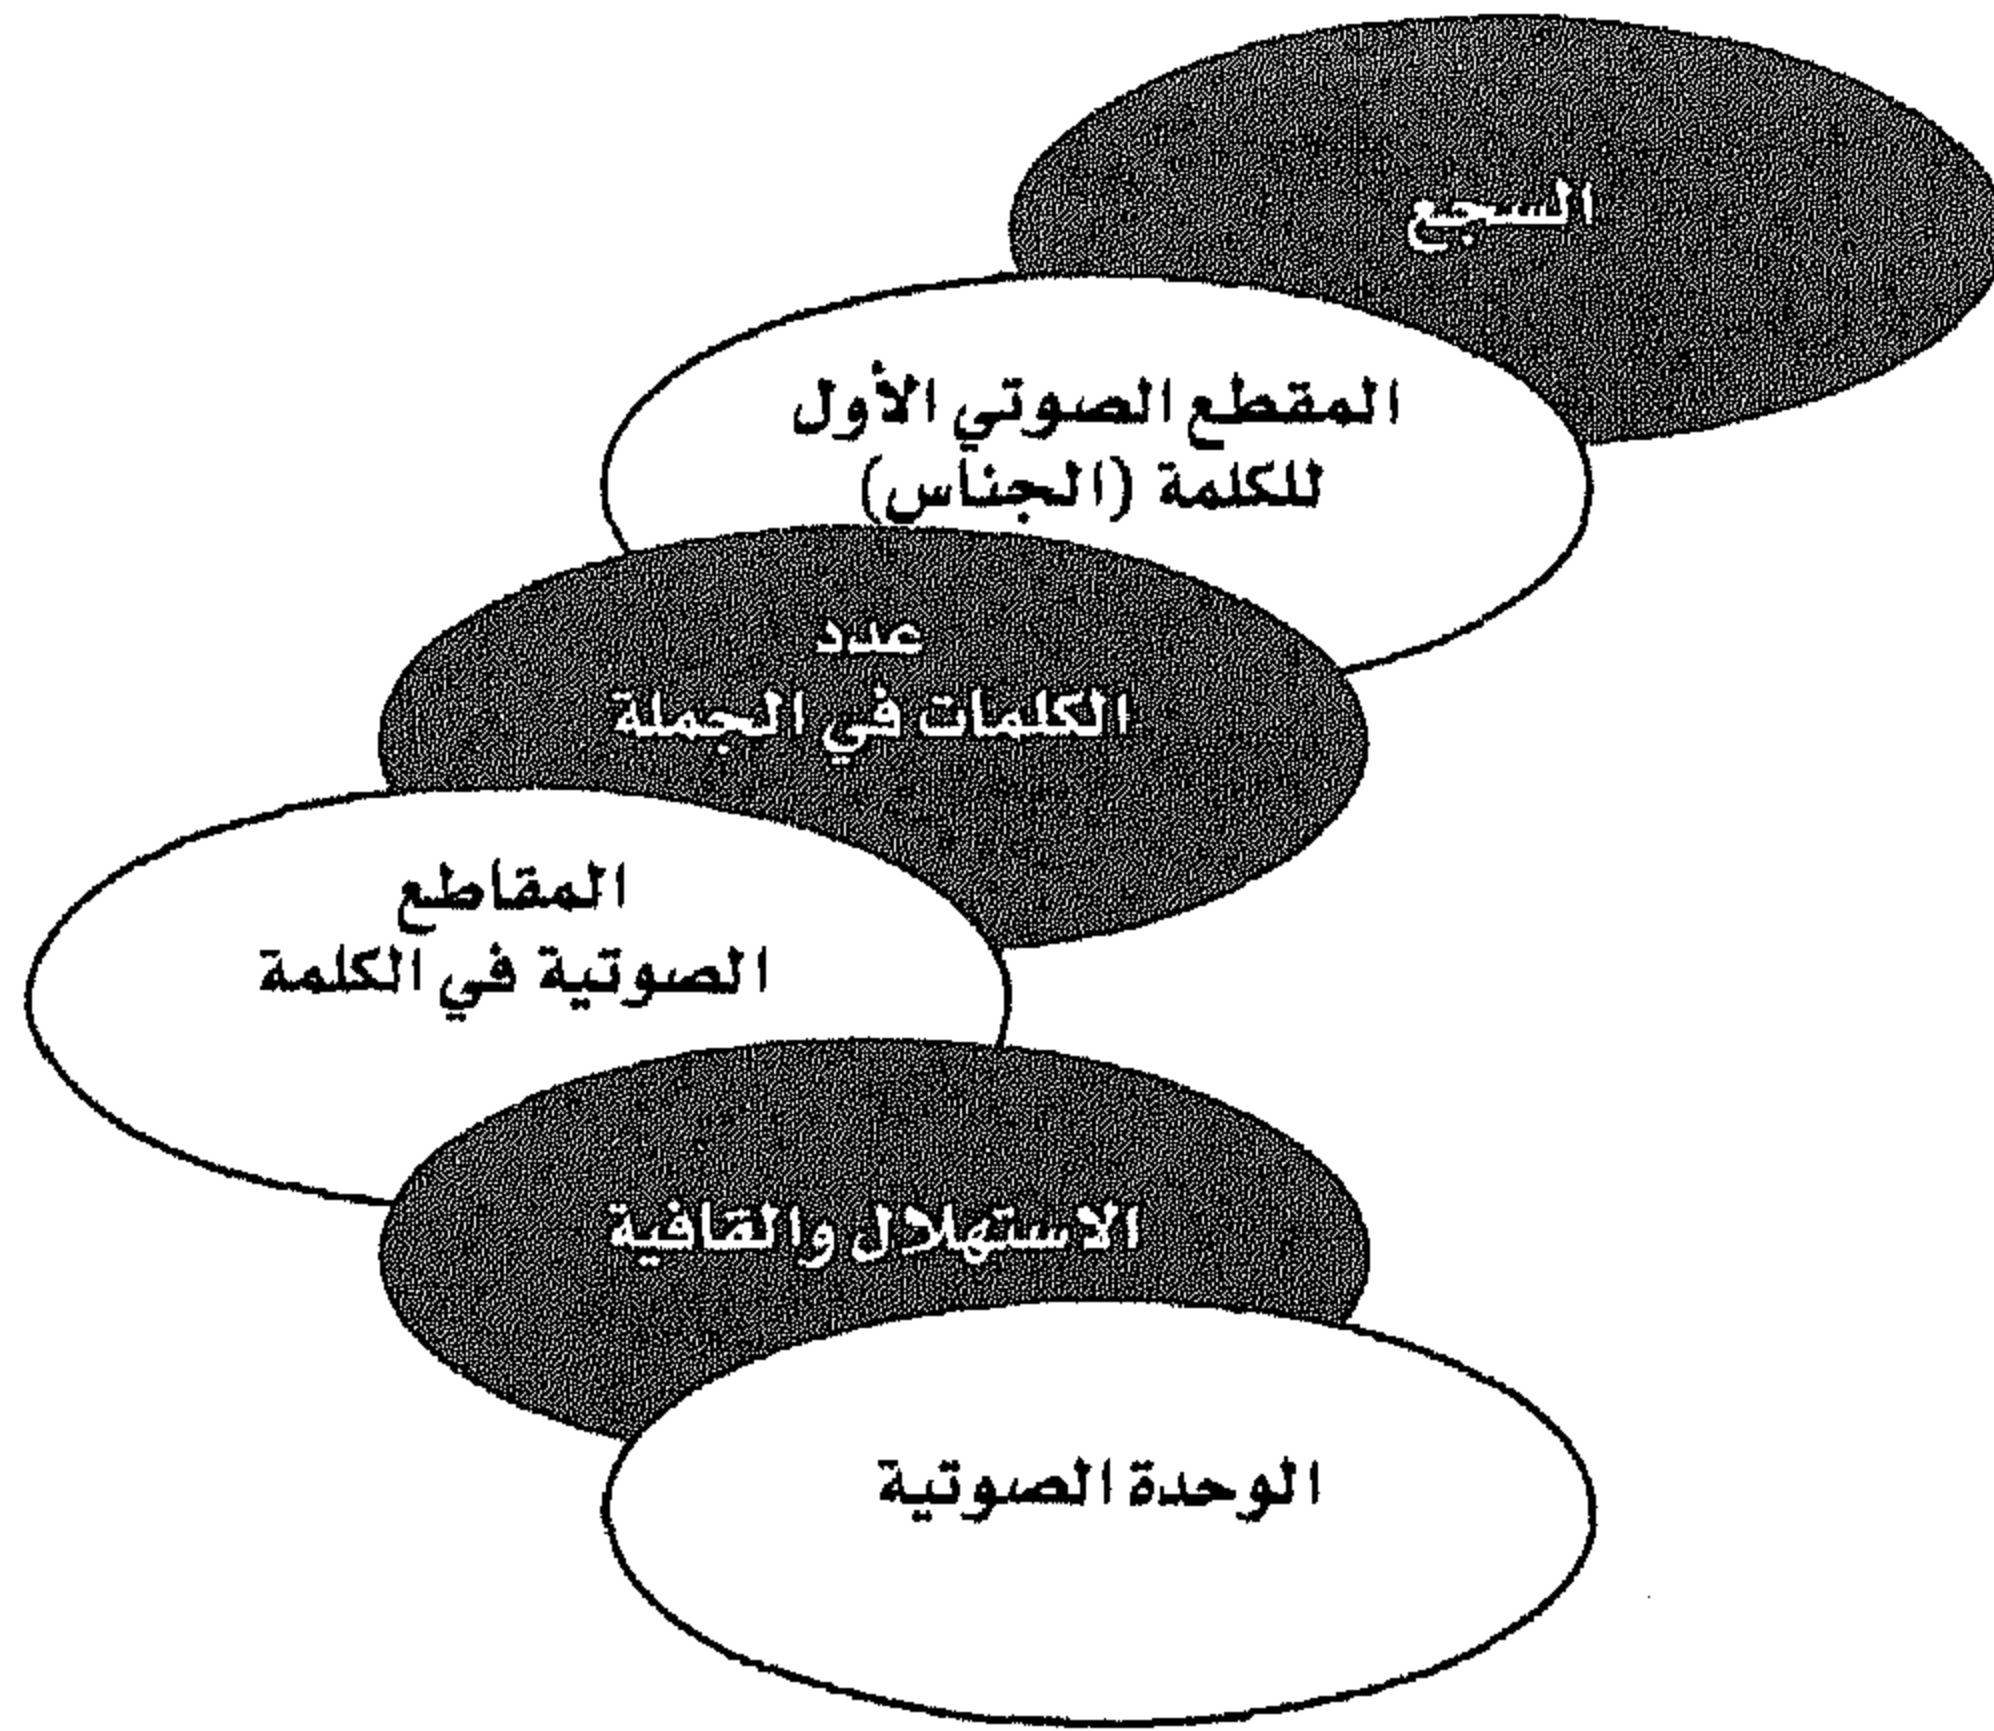 السجع
المقطع الصوتي الأول
للكلمة (الجناس)
عدد
الكلمات في الجملة
المقاطع
الصوتية في الكلمة
الاستهلال والقافية
الوحدة الصوتية